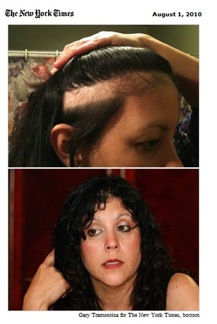 The New York Times
August 1, 2010
Gary Tramontina for The New York Times, bottom